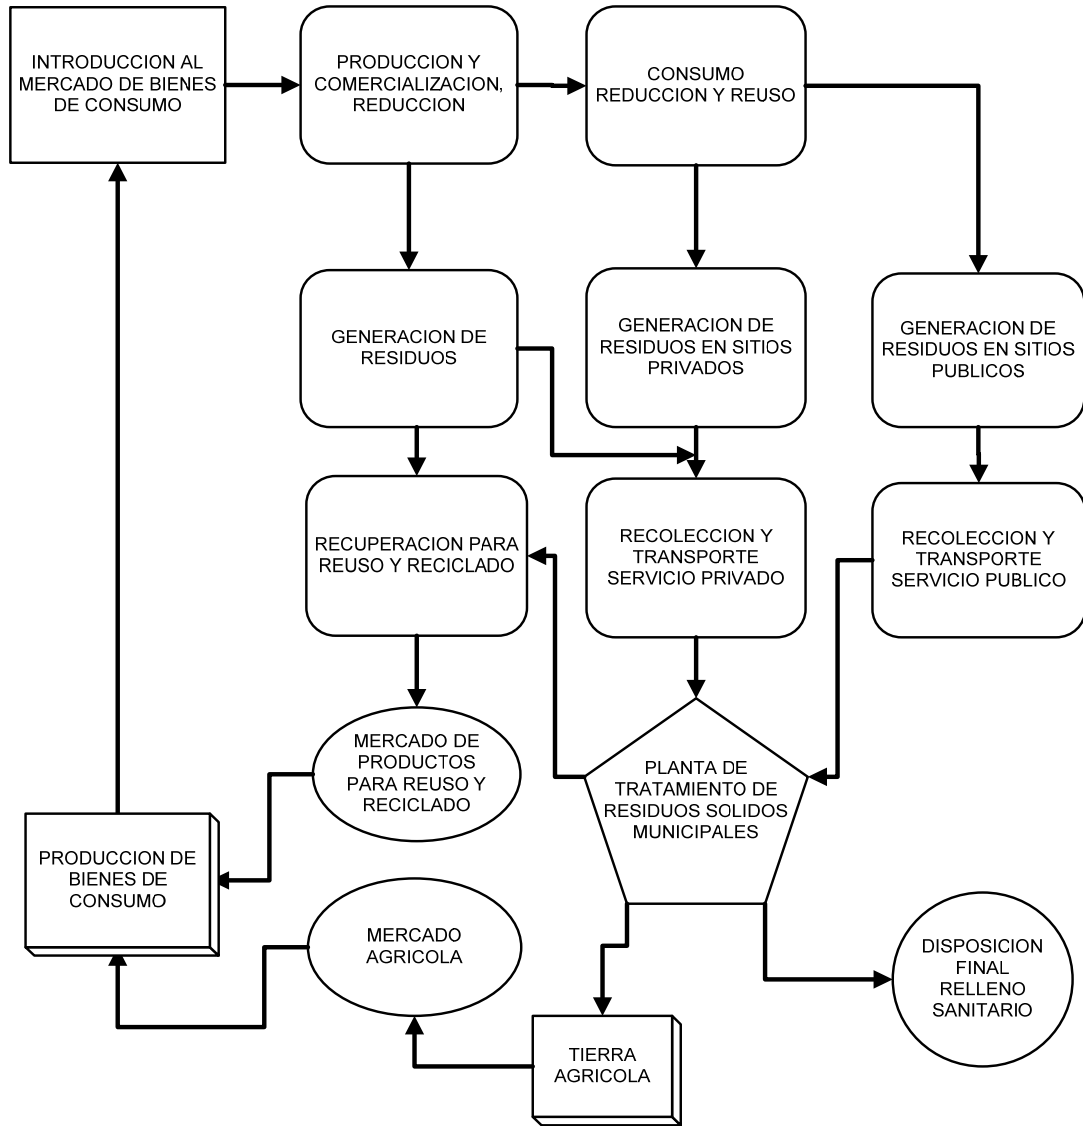 INTRODUCCION AL
MERCADO DE BIENES
DE CONSUMO
PRODUCCION Y
COMERCIALIZACION,
REDUCCION
CONSUMO
REDUCCION Y REUSO
GENERACION DE
RESIDUOS
GENERACION DE
RESIDUOS EN SITIOS
PRIVADOS
GENERACION DE
RESIDUOS EN SITIOS
PUBLICOS
RECUPERACION PARA
REUSO Y RECICLADO
RECOLECCION Y
TRANSPORTE
SERVICIO PRIVADO
RECOLECCION Y
TRANSPORTE
SERVICIO PUBLICO
MERCADO DE
PRODUCTOS
PARA REUSO Y
RECICLADO
PLANTA DE
TRATAMIENTO DE
RESIDUOS SOLIDOS
MUNICIPALES
PRODUCCION DE
BIENES DE
CONSUMO
MERCADO
AGRICOLA
DISPOSICION
FINAL
RELLENO
SANITARIO
TIERRA
AGRICOLA